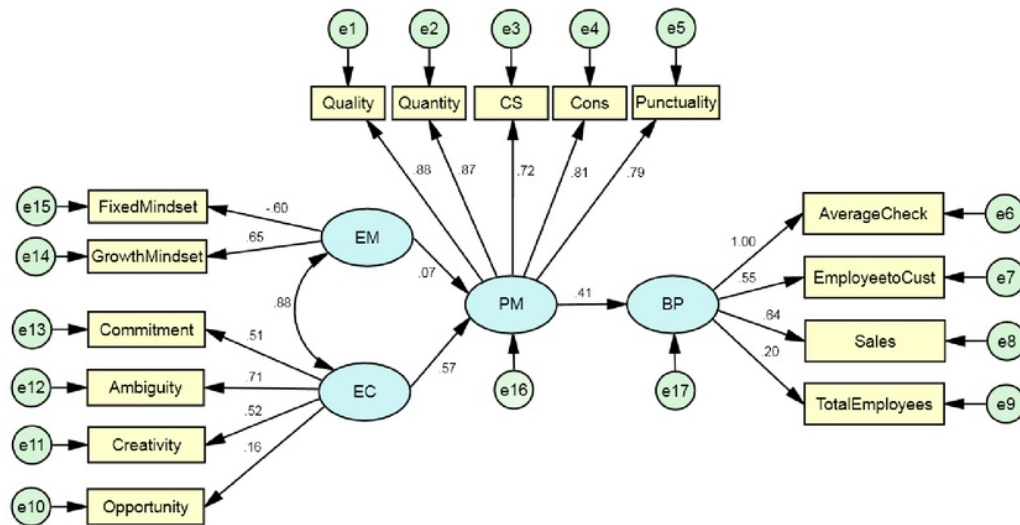 e1
e2
e3
e4
e5
Quality
Quantity
CS
Cons
Punctuality
.88
.87
.72
.81
.79
e15
FixedMindset
-.60
e14
GrowthMindset
.65
EM
.07
.88
e13
Commitment
.51
e12
Ambiguity
.71
EC
.57
e11
Creativity
.52
e10
Opportunity
.16
PM
e16
.41
BP
e17
1.00
AverageCheck
e6
.55
EmployeetoCust
e7
.64
Sales
e8
.20
TotalEmployees
e9